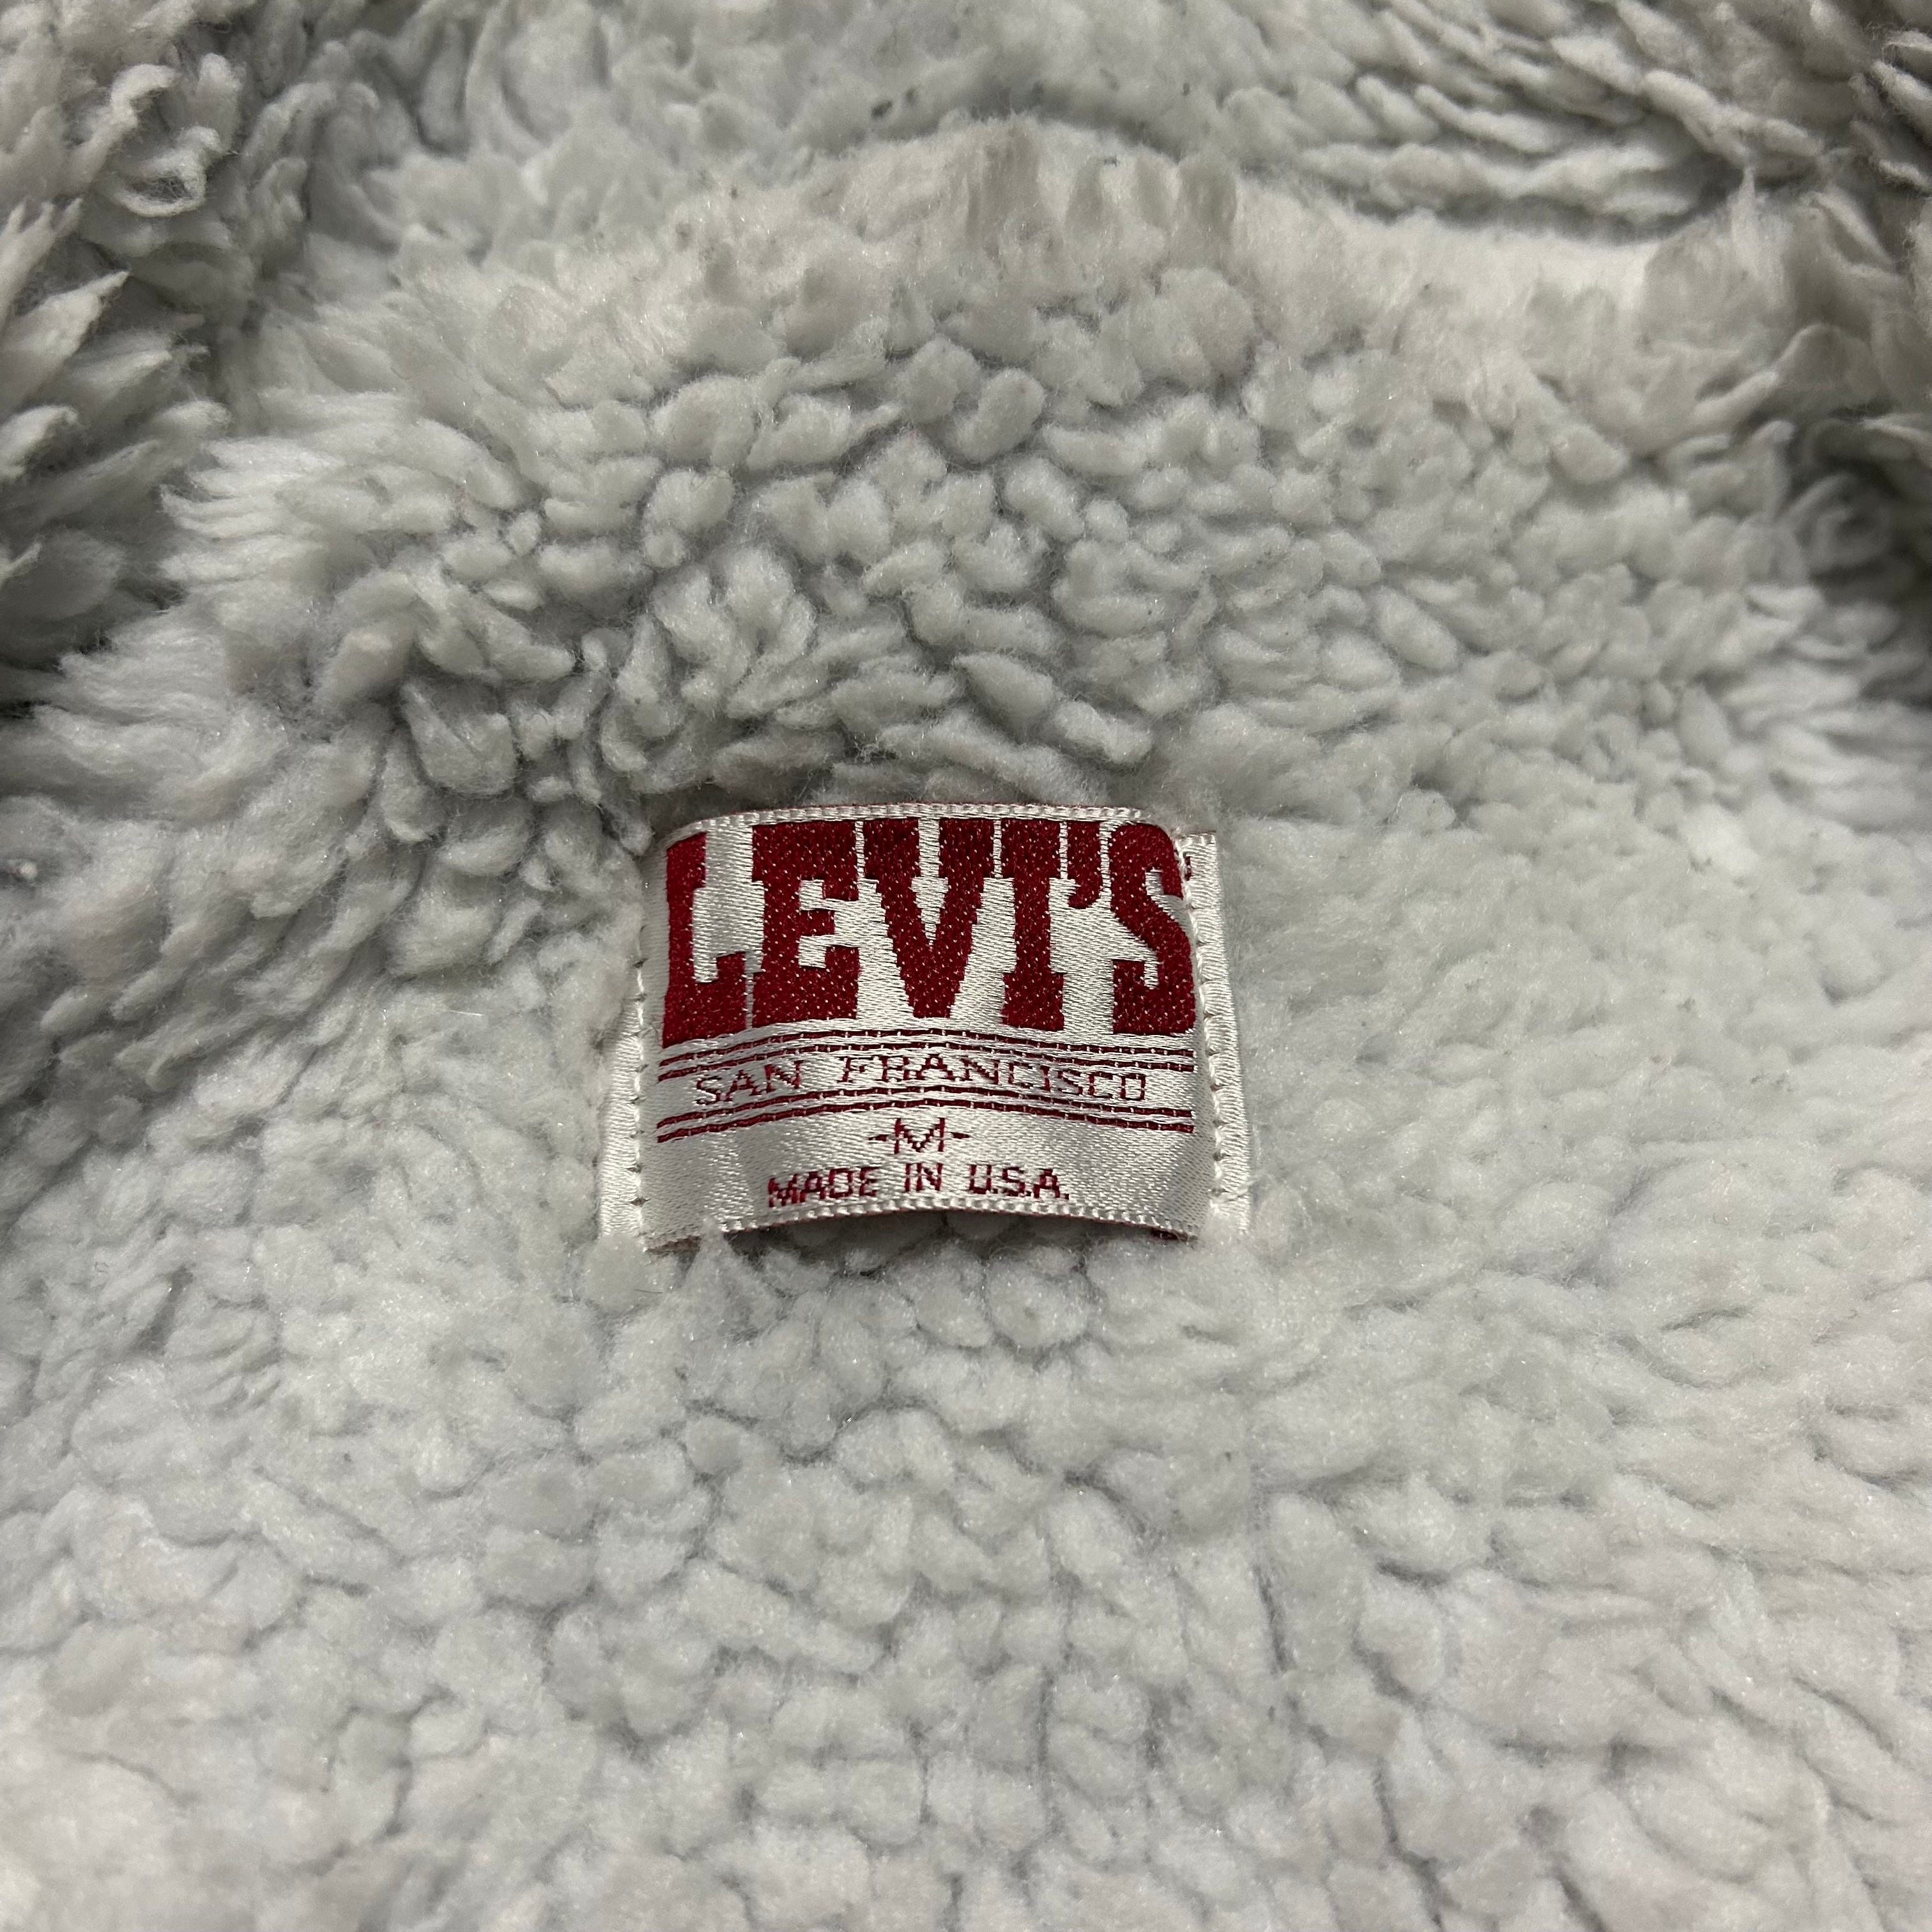 LEVI'S
SAN FRANCISCO
-M-
MADE IN U.S.A.